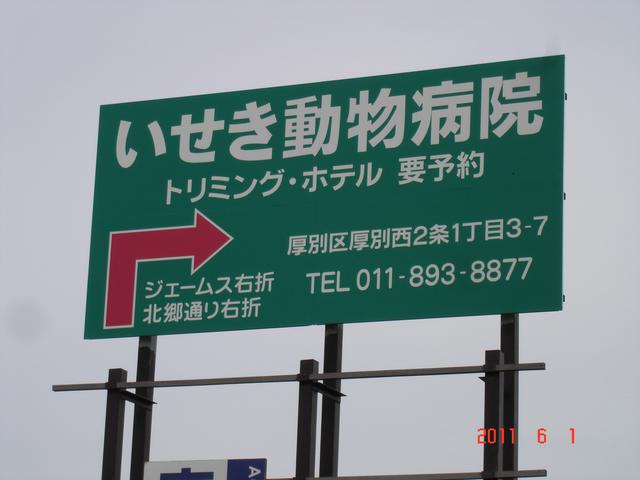 いせき動物病院
トリミング・ホテル 要予約
厚別区厚別西2条1丁目3-7
TEL 011-893-8877
ジェームス右折
北郷通り右折
2011 6 1